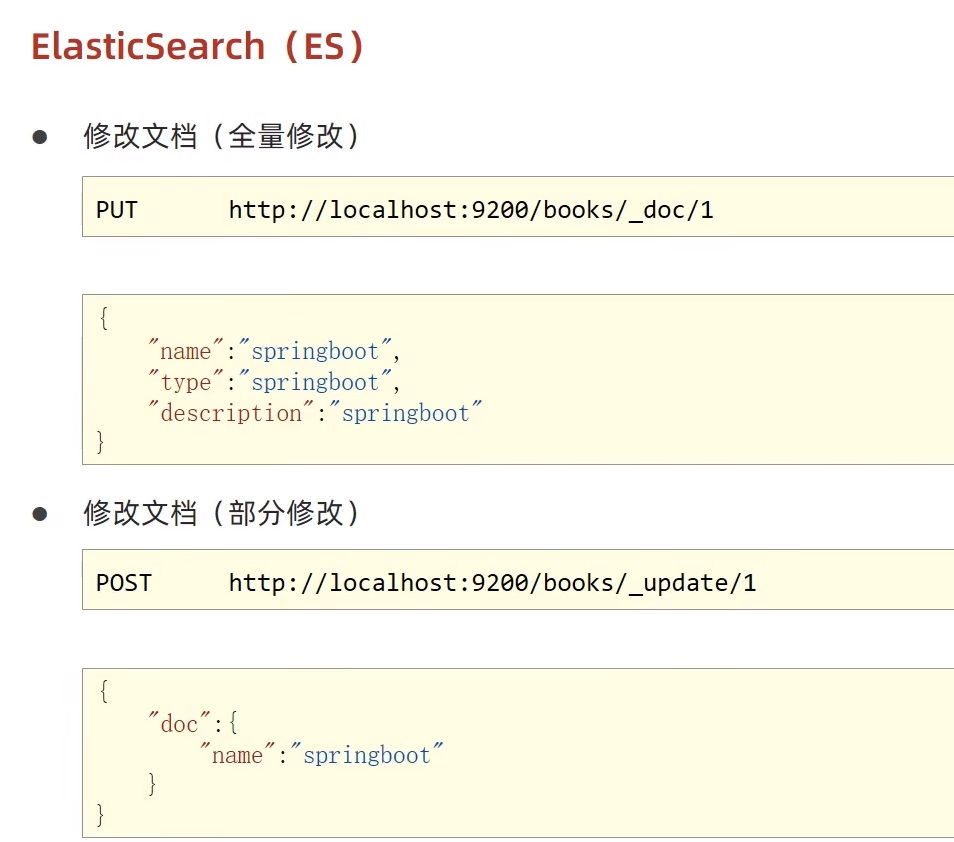 ElasticSearch（ES）
● 修改文档（全量修改）
PUT http://localhost:9200/books/_doc/1
{
"name":"springboot",
"type":"springboot",
"description":"springboot"
}
● 修改文档（部分修改）
POST http://localhost:9200/books/_update/1
{
"doc":{
"name":"springboot"
}
}